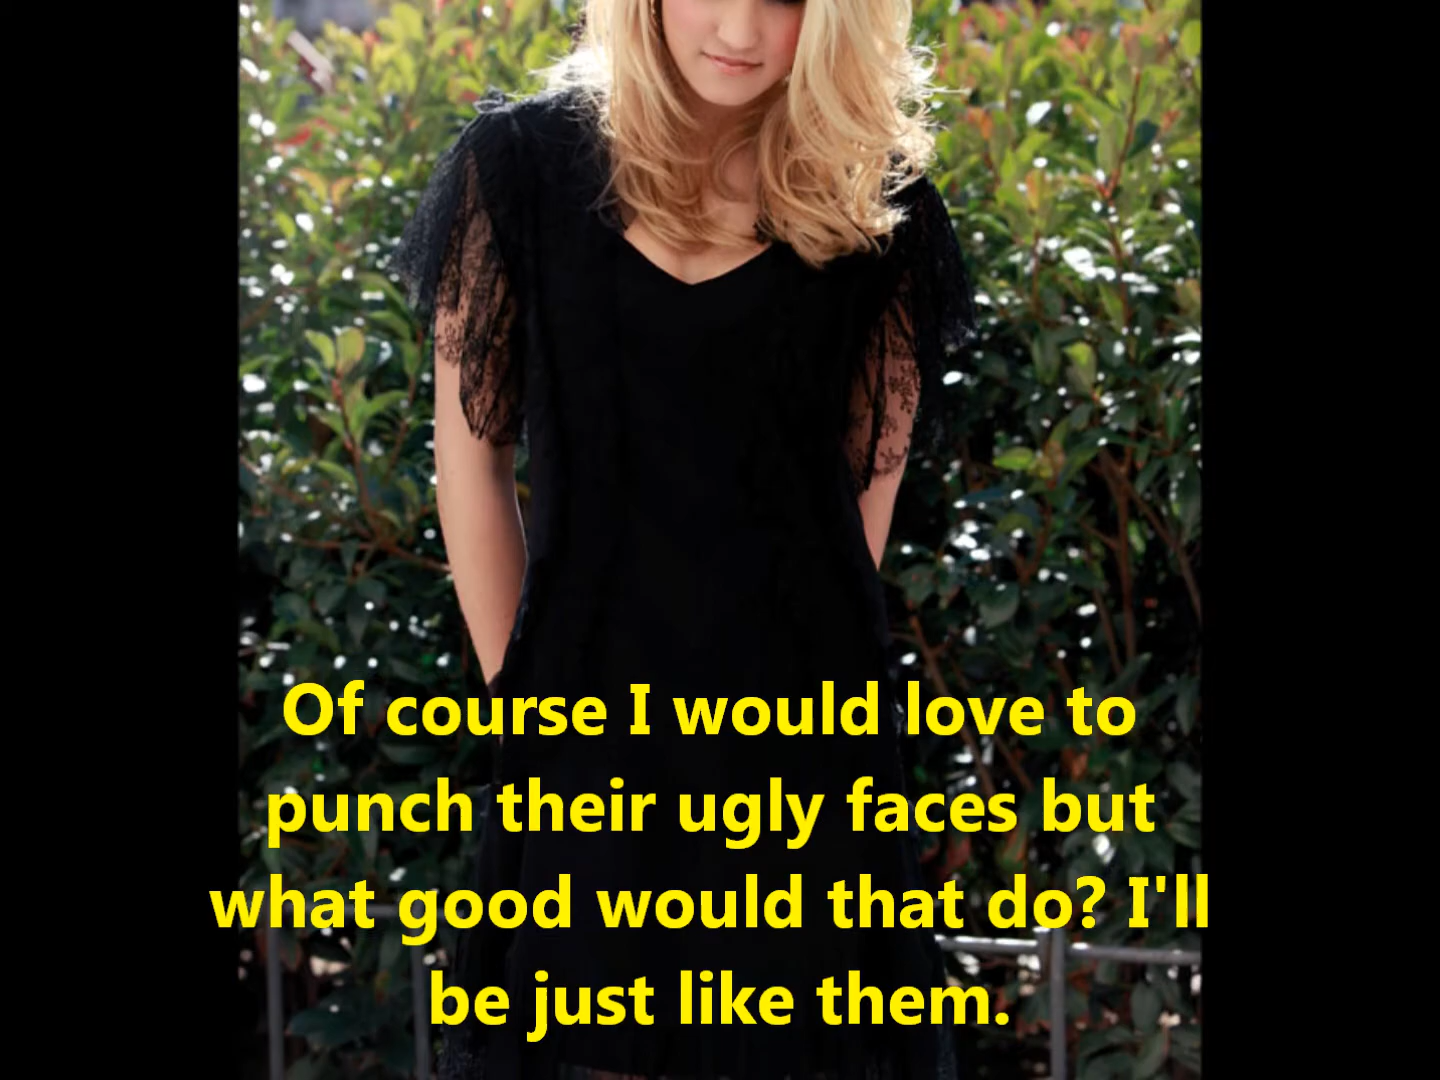 Of course I would love to
punch their ugly faces but
what good would that do? I'll
be just like them.